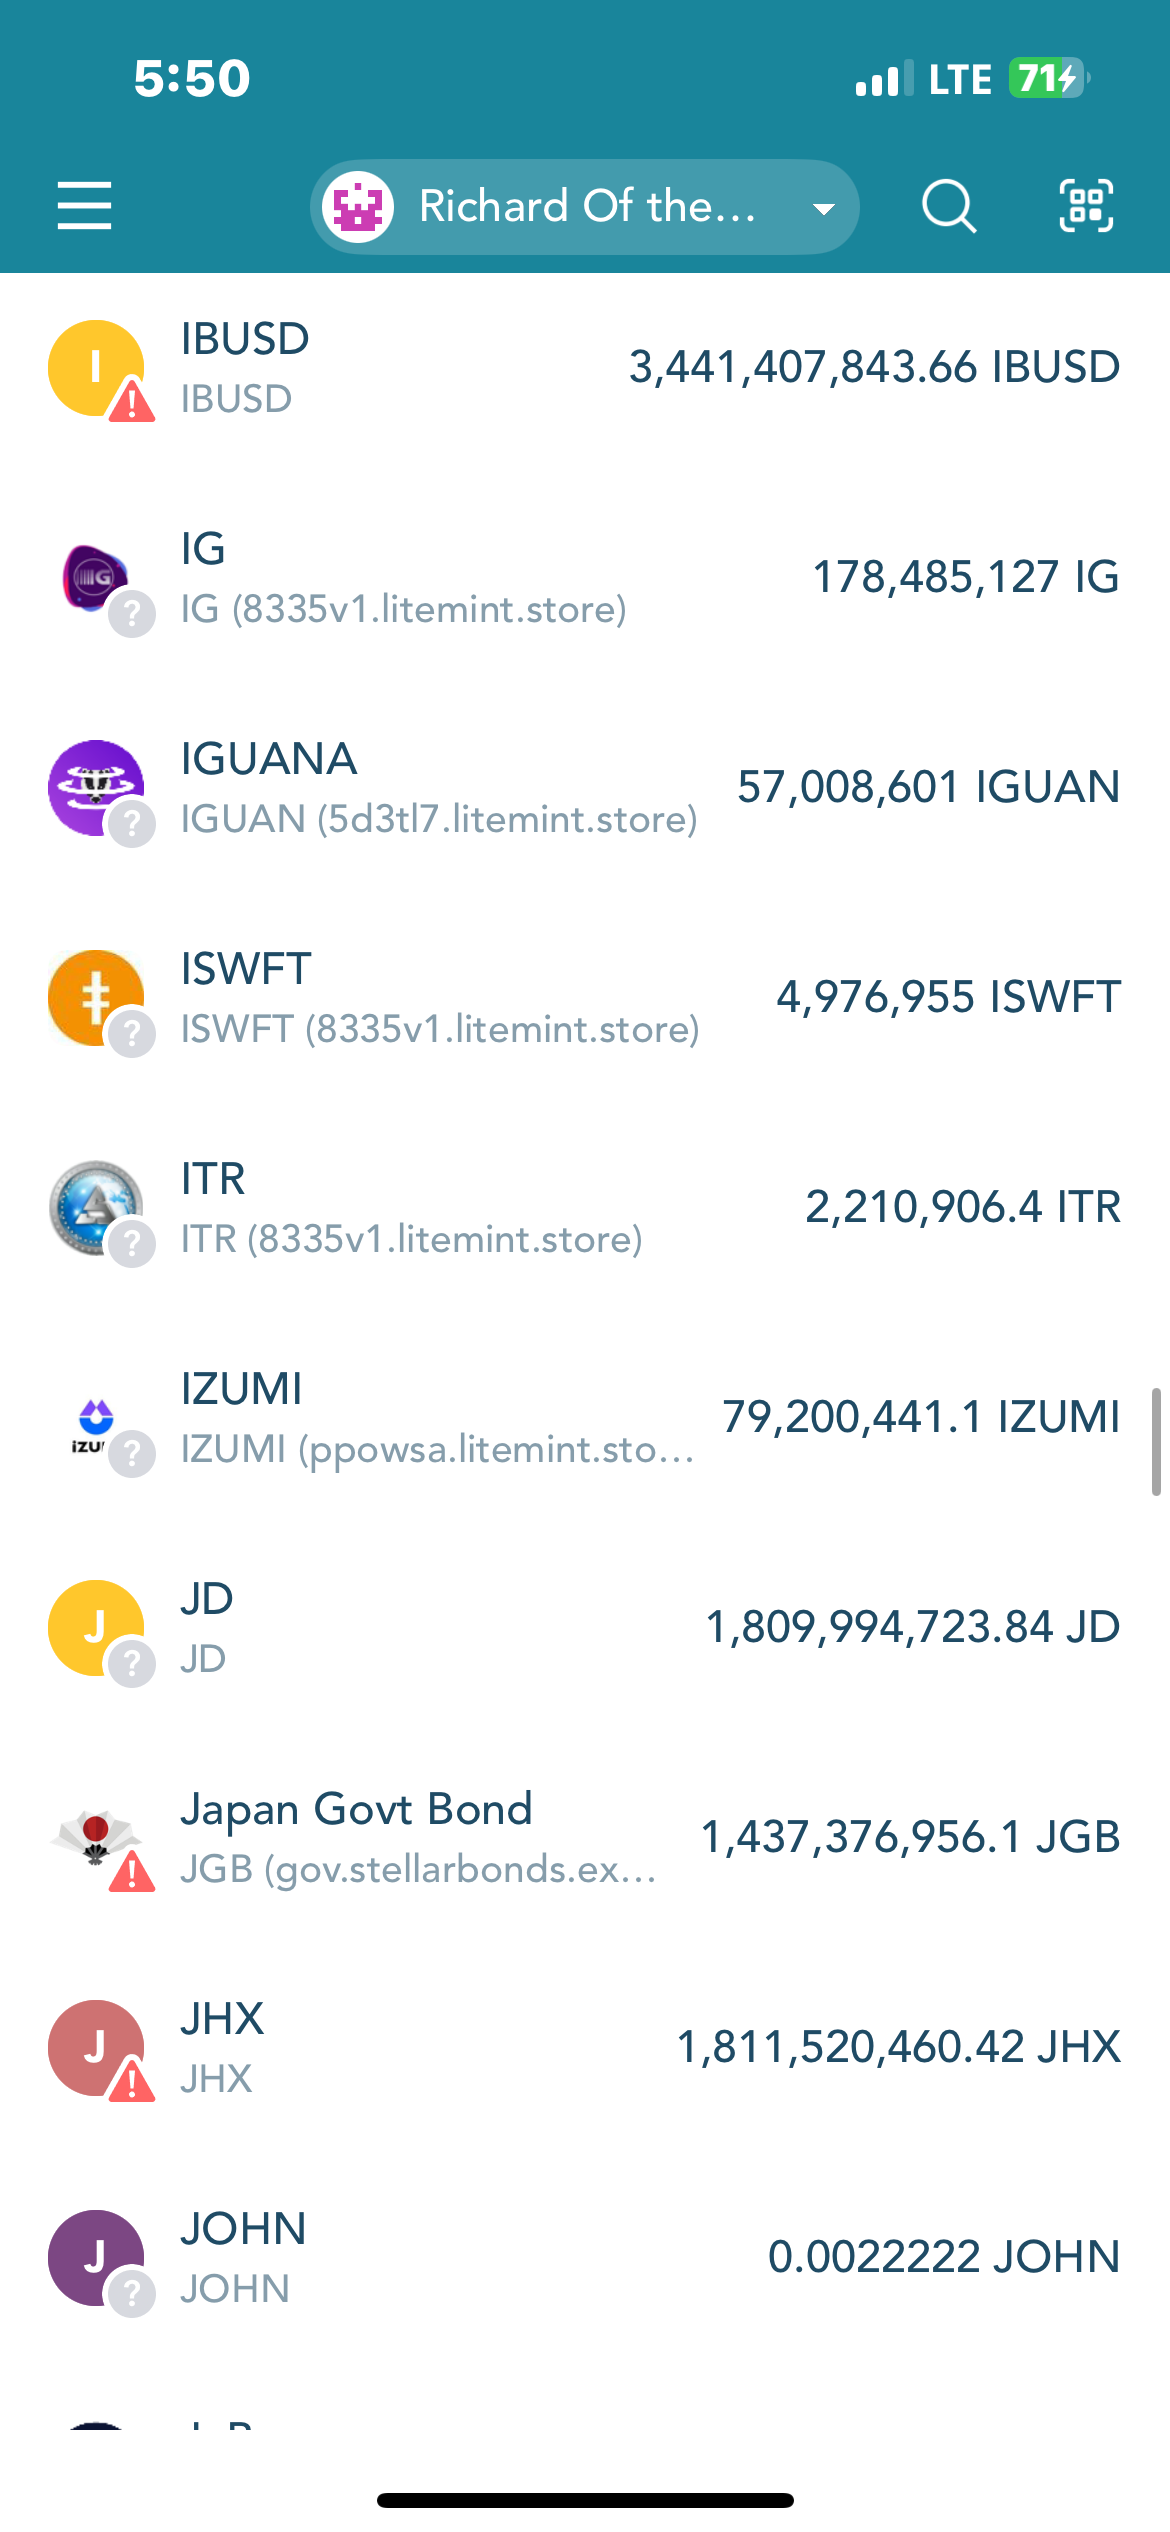 5:50
LTE 71
Richard Of the...
I
IBUSD
IBUSD
3,441,407,843.66 IBUSD
IG
IG
IG (8335v1.litemint.store)
178,485,127 IG
IGUANA
IGUAN (5d3tl7.litemint.store)
57,008,601 IGUAN
ISWFT
ISWFT (8335v1.litemint.store)
4,976,955 ISWFT
ITR
ITR (8335v1.litemint.store)
2,210,906.4 ITR
IZUMI
IZUMI (ppowsa.litemint.sto...
79,200,441.1 IZUMI
J
JD
JD
1,809,994,723.84 JD
Japan Govt Bond
JGB (gov.stellarbonds.ex...
1,437,376,956.1 JGB
J
JHX
JHX
1,811,520,460.42 JHX
J
JOHN
JOHN
0.0022222 JOHN